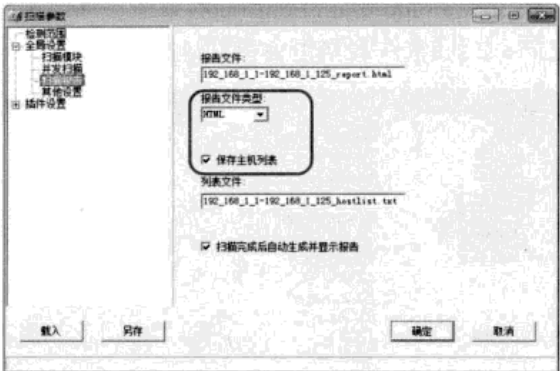 扫描参数
检测范围
全局设置
扫描模块
并发扫描
扫描报告
其他设置
插件设置
报告文件:
192_168_1_1-192_168_1_125_report.html
报告文件类型:
HTML
保存主机列表
列表文件:
192_168_1_1-192_168_1_125_hostlist.txt
扫描完成后自动生成并显示报告
载入
另存
确定
取消